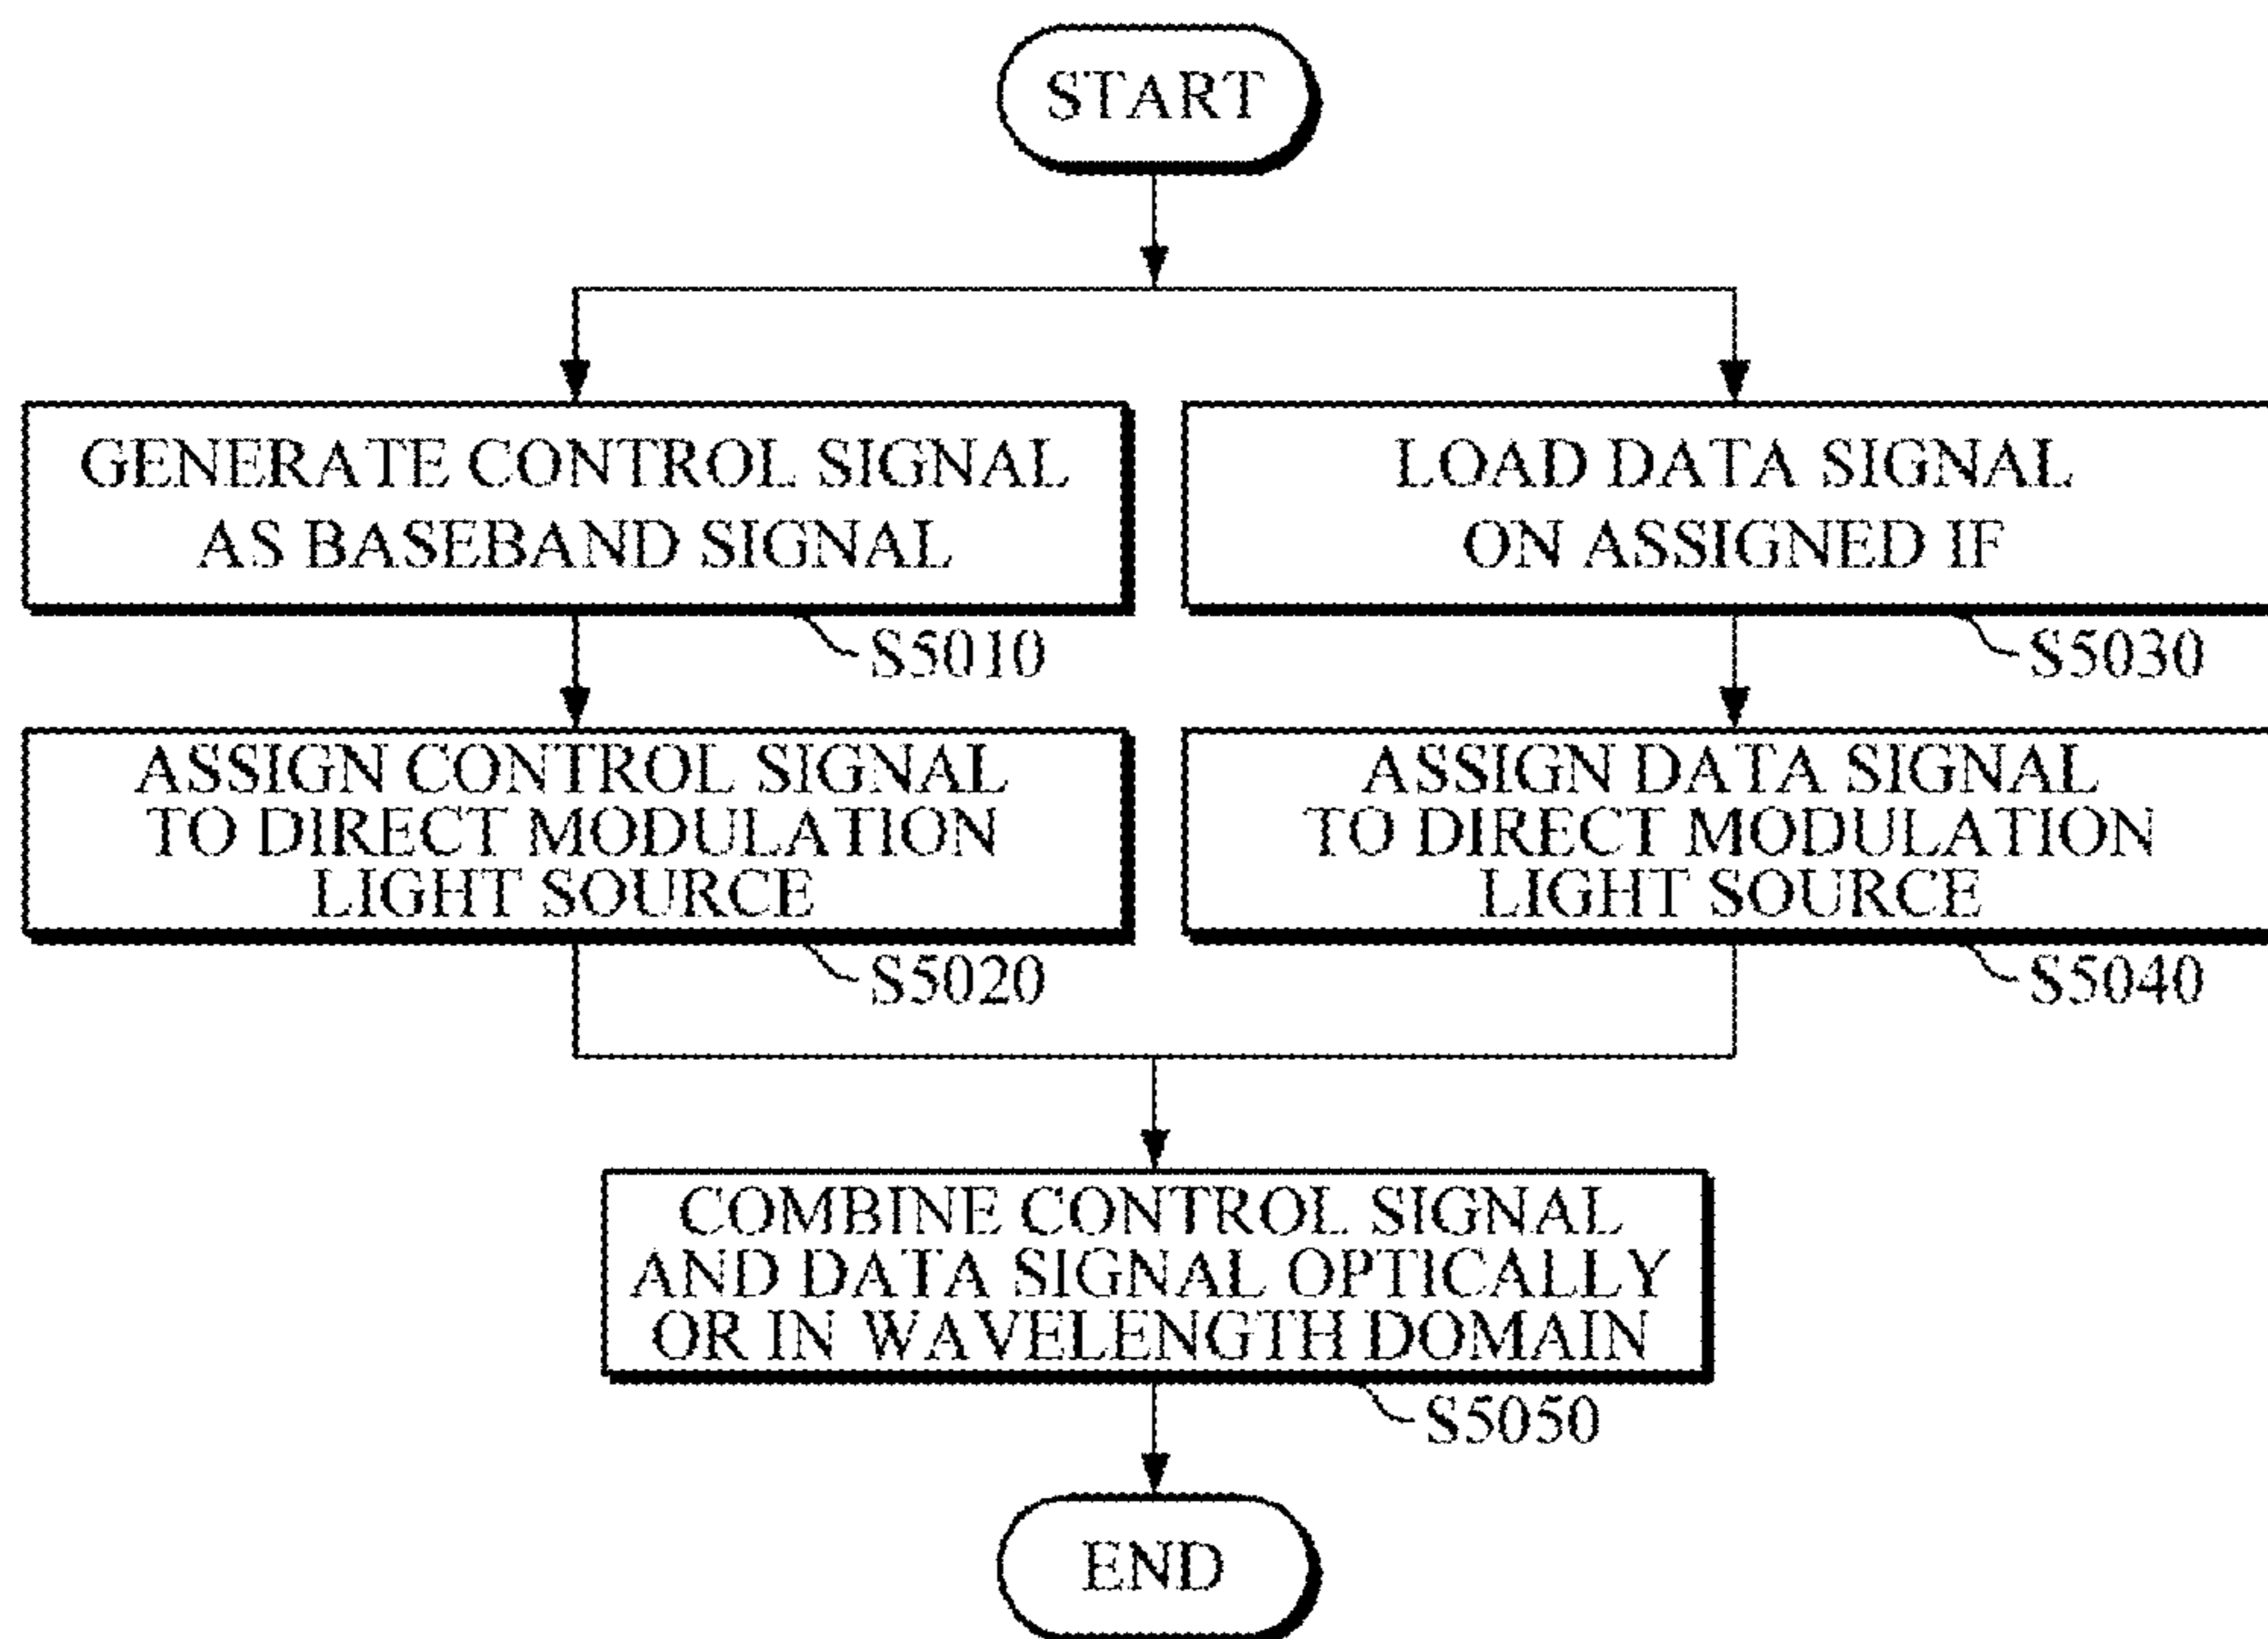 START
GENERATE CONTROL SIGNAL
AS BASEBAND SIGNAL
S5010
LOAD DATA SIGNAL
ON ASSIGNED IF
S5030
ASSIGN CONTROL SIGNAL
TO DIRECT MODULATION
LIGHT SOURCE
S5020
ASSIGN DATA SIGNAL
TO DIRECT MODULATION
LIGHT SOURCE
S5040
COMBINE CONTROL SIGNAL
AND DATA SIGNAL OPTICALLY
OR IN WAVELENGTH DOMAIN
S5050
END